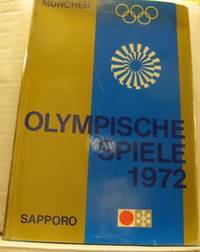 MÜNCHEN
OLYMPISCHE
SPIELE
1972
SAPPORO